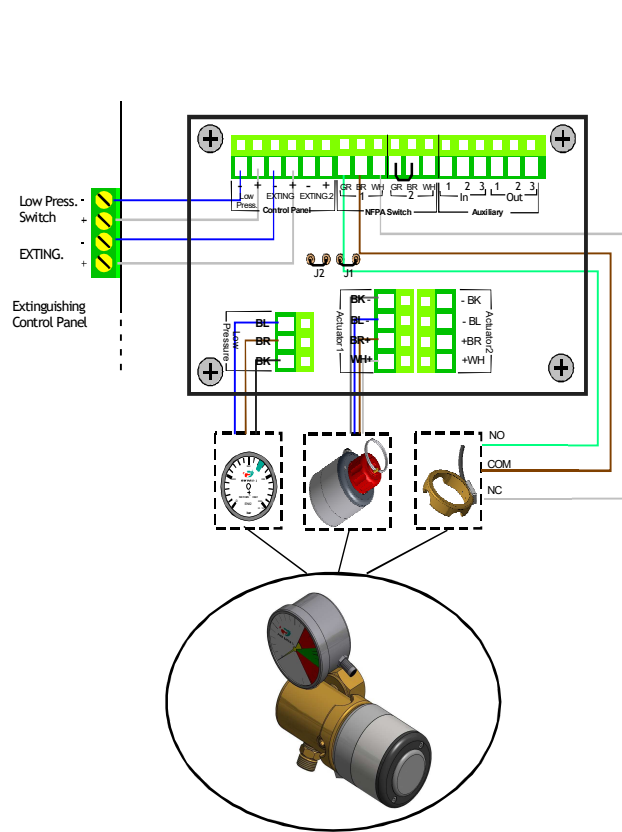 Low Press. -
Switch +
-
EXTING.
+
Extinguishing
Control Panel
- + - + - +
Low
Press.
EXTING EXTING.2
Control Panel
GR BR WH GR BR WH
1 2
NFPA Switch
1 2 3 1 2 3
In Out
Auxiliary
J2 J1
Low
Pressure
BL
BR
BK
Actuator1
BK -
BL -
BR+
WH+
- BK
- BL
+BR
+WH
Actuator2
NO
COM
NC